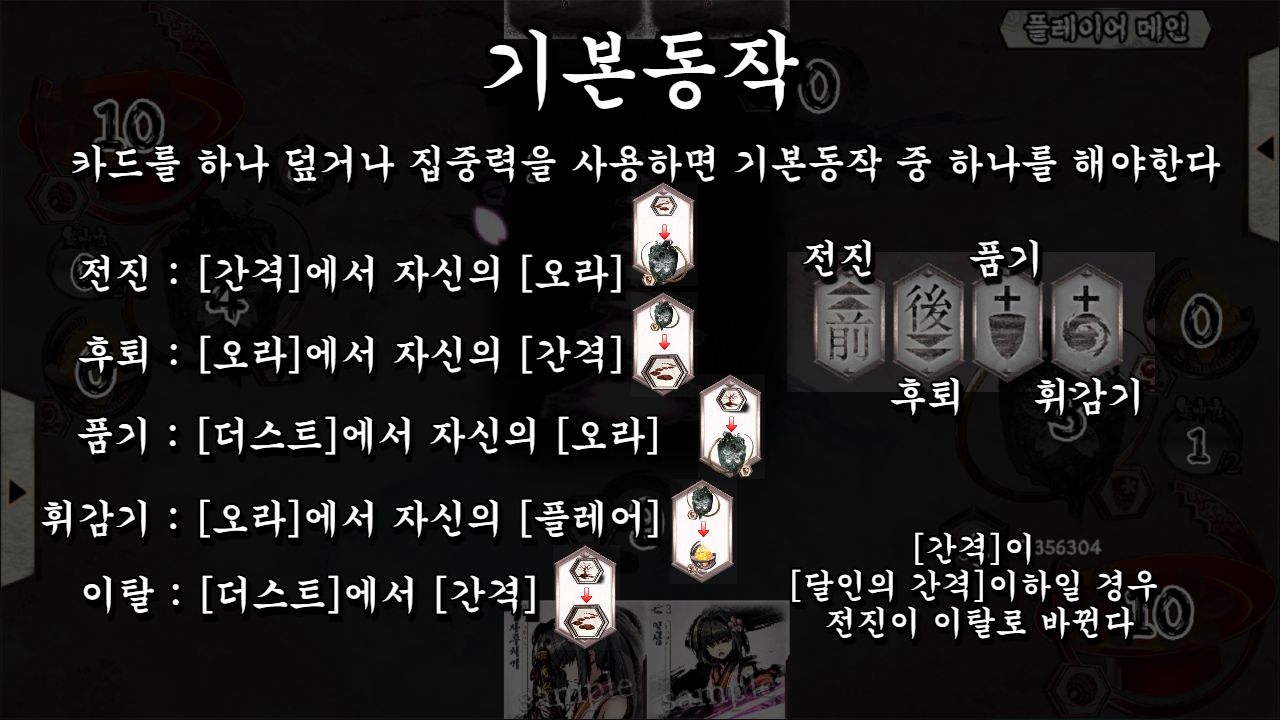 플레이어 메인
기본동작
0
10
카드를 하나 덮거나 집중력을 사용하면 기본동작 중 하나를 해야한다
전진 : [간격]에서 자신의 [오라]
후퇴 : [오라]에서 자신의 [간격]
품기 : [더스트]에서 자신의 [오라]
휘감기 : [오라]에서 자신의 [플레어]
이탈 : [더스트]에서 [간격]
전진
품기
前
後
+
+
후퇴
휘감기
4
0
0
3
1/2
[간격]이
356304
[달인의 간격]이하일 경우
전진이 이탈로 바뀐다
10
3
sample
sample